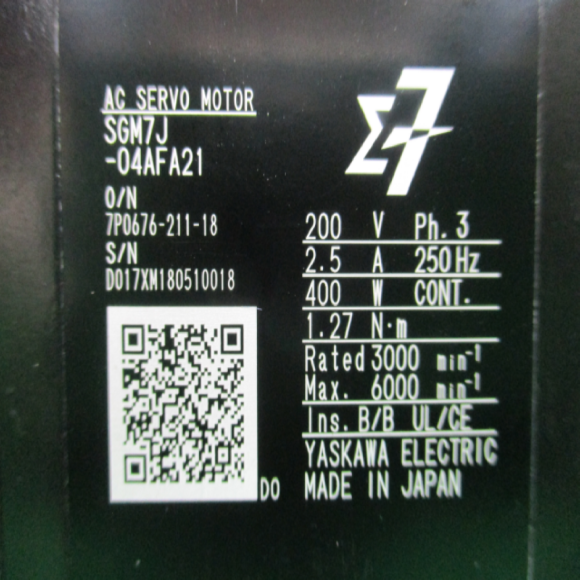 AC SERVO MOTOR
SGM7J
-04AFA21
O/N
7P0676-211-18
S/N
D017XM180510018
Σ7
200 V Ph. 3
2.5 A 250 Hz
400 W CONT.
1.27 N·m
Rated 3000 min⁻¹
Max. 6000 min⁻¹
Ins. B/B UL/CE
YASKAWA ELECTRIC
DO MADE IN JAPAN